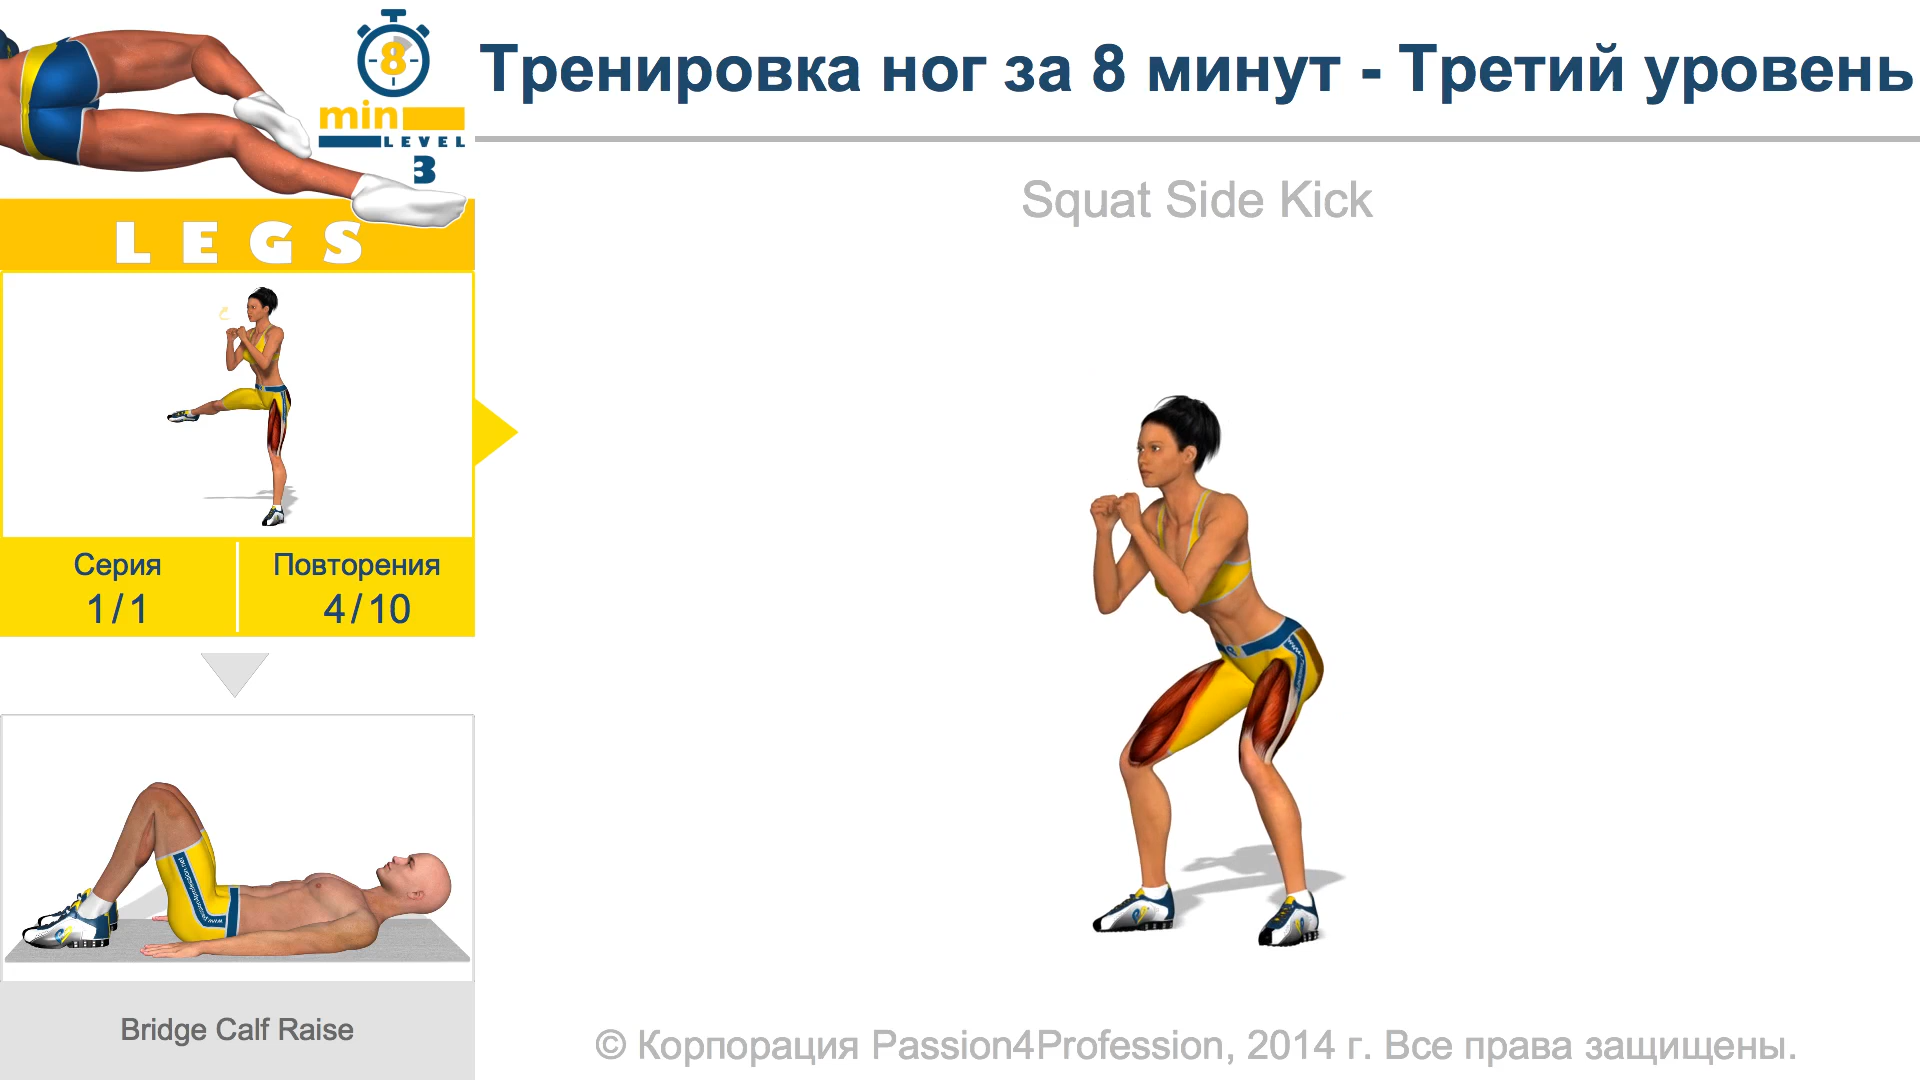 8
min
LEVEL
3
Тренировка ног за 8 минут - Третий уровень
LEGS
Squat Side Kick
Серия
1/1
Повторения
4/10
Bridge Calf Raise
© Корпорация Passion4Profession, 2014 г. Все права защищены.